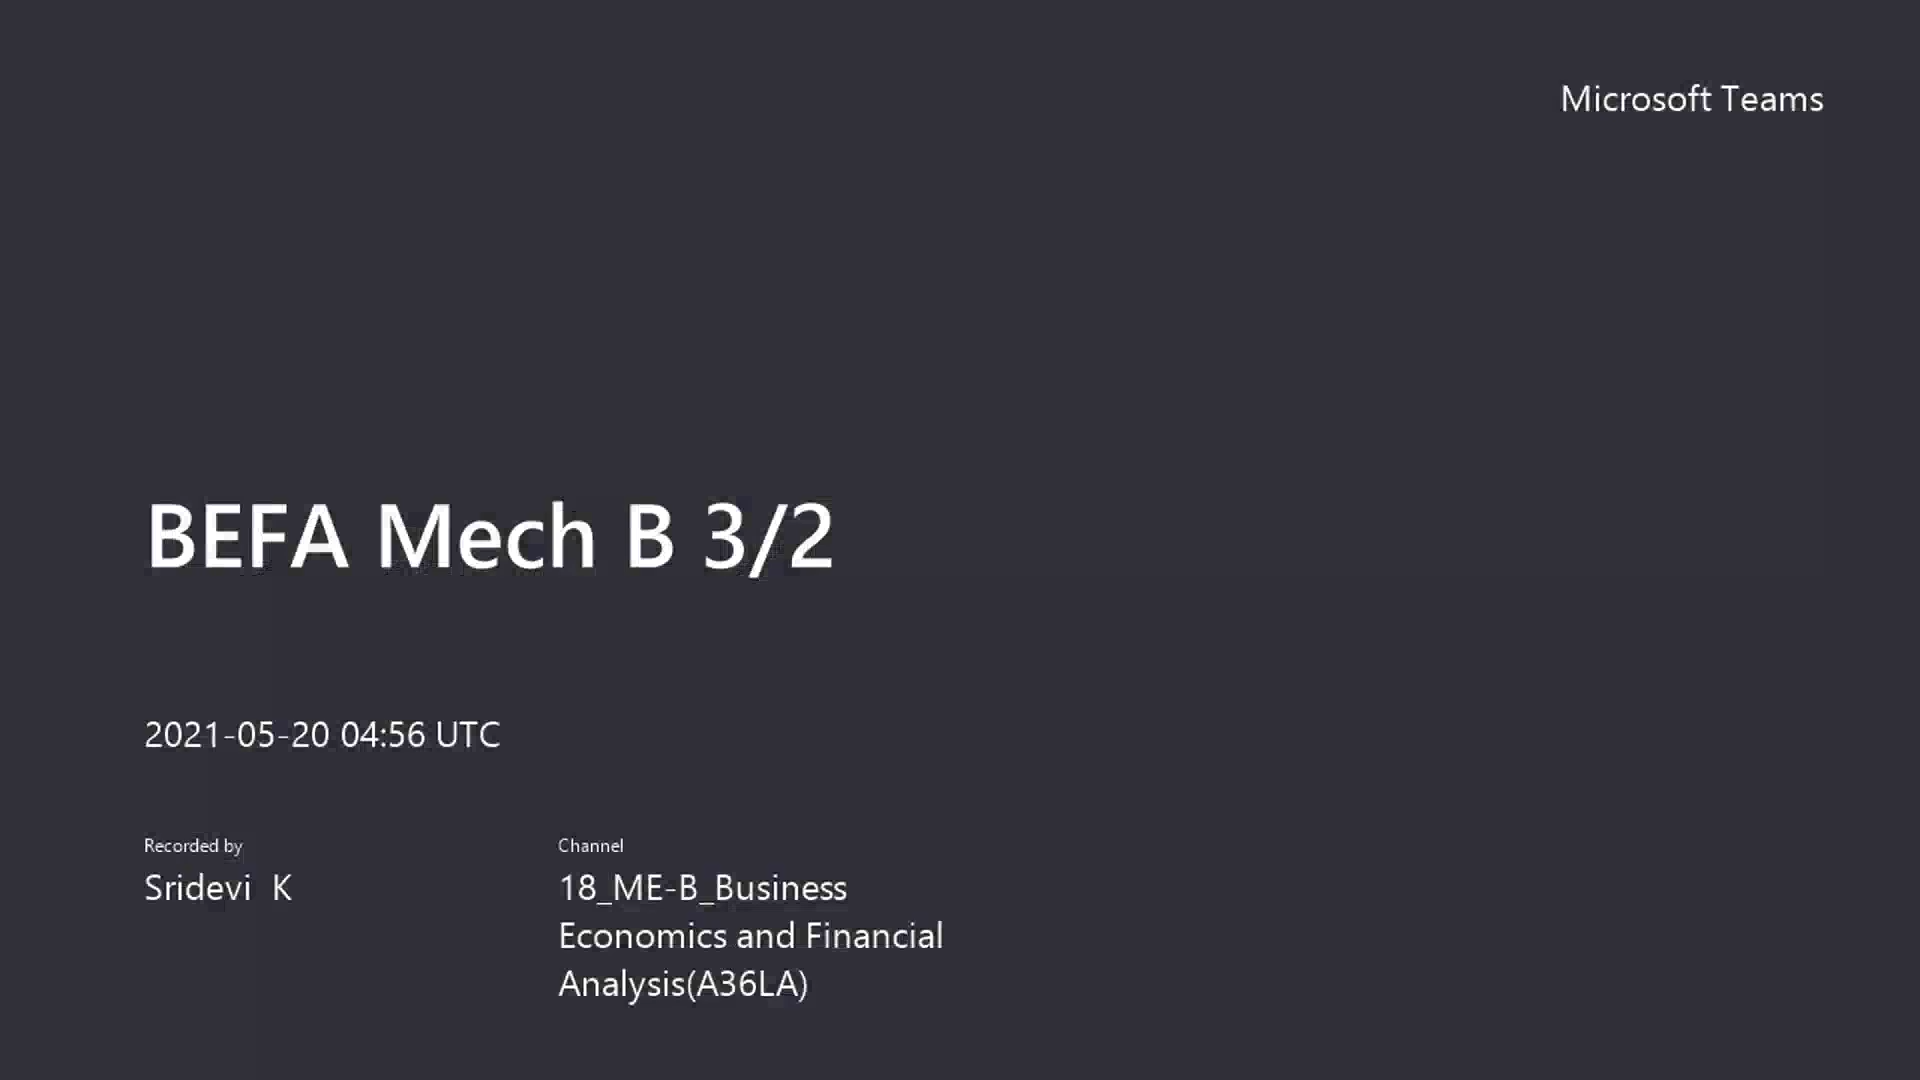 Microsoft Teams
BEFA Mech B 3/2
2021-05-20 04:56 UTC
Recorded by
Sridevi  K
Channel
18_ME-B_Business
Economics and Financial
Analysis(A36LA)